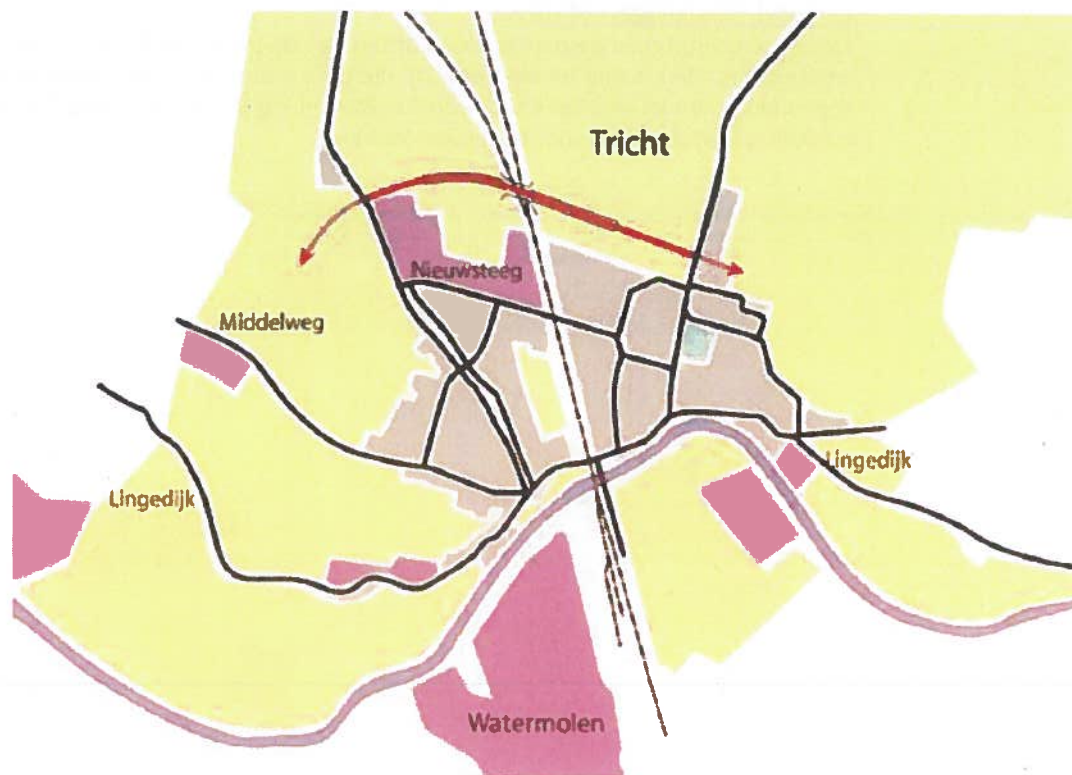 Tricht
Nieuwsteeg
Middelweg
Lingedijk
Lingedijk
Watermolen